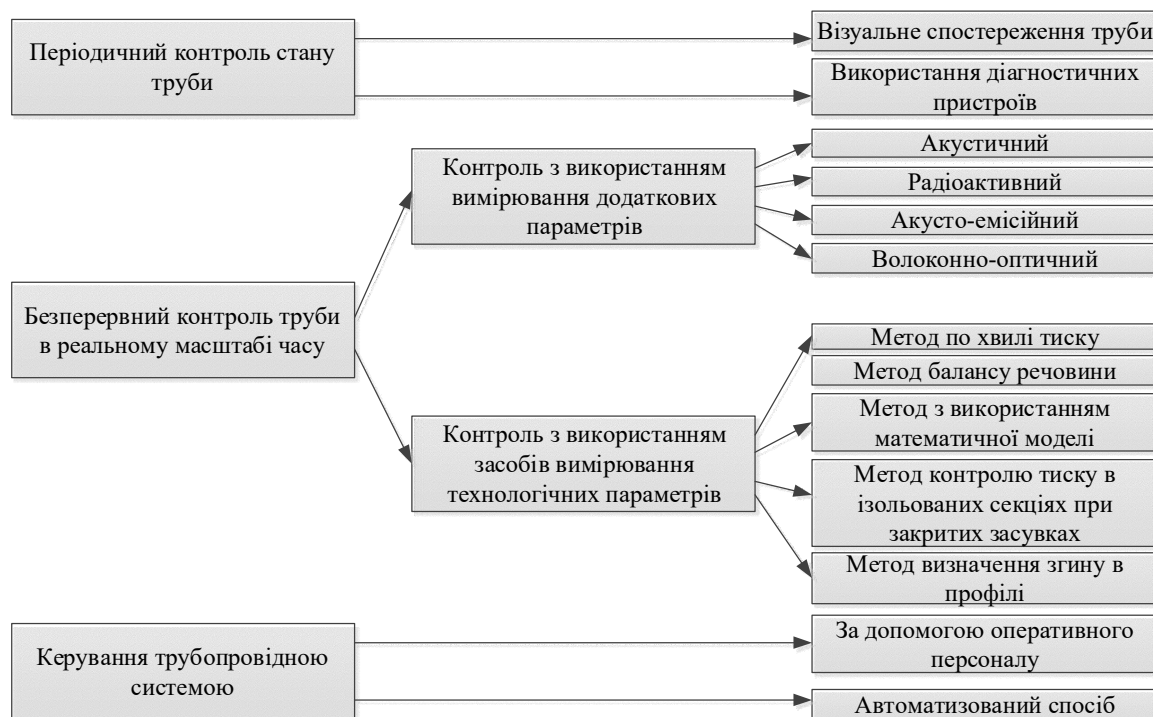 Періодичний контроль стану
труби
Візуальне спостереження труби
Використання діагностичних
пристроїв
Безперервний контроль труби
в реальному масштабі часу
Контроль з використанням
вимірювання додаткових
параметрів
Акустичний
Радіоактивний
Акусто-емісійний
Волоконно-оптичний
Контроль з використанням
засобів вимірювання
технологічних параметрів
Метод по хвилі тиску
Метод балансу речовини
Метод з використанням
математичної моделі
Метод контролю тиску в
ізольованих секціях при
закритих засувках
Метод визначення згину в
профілі
Керування трубопровідною
системою
За допомогою оперативного
персоналу
Автоматизований спосіб